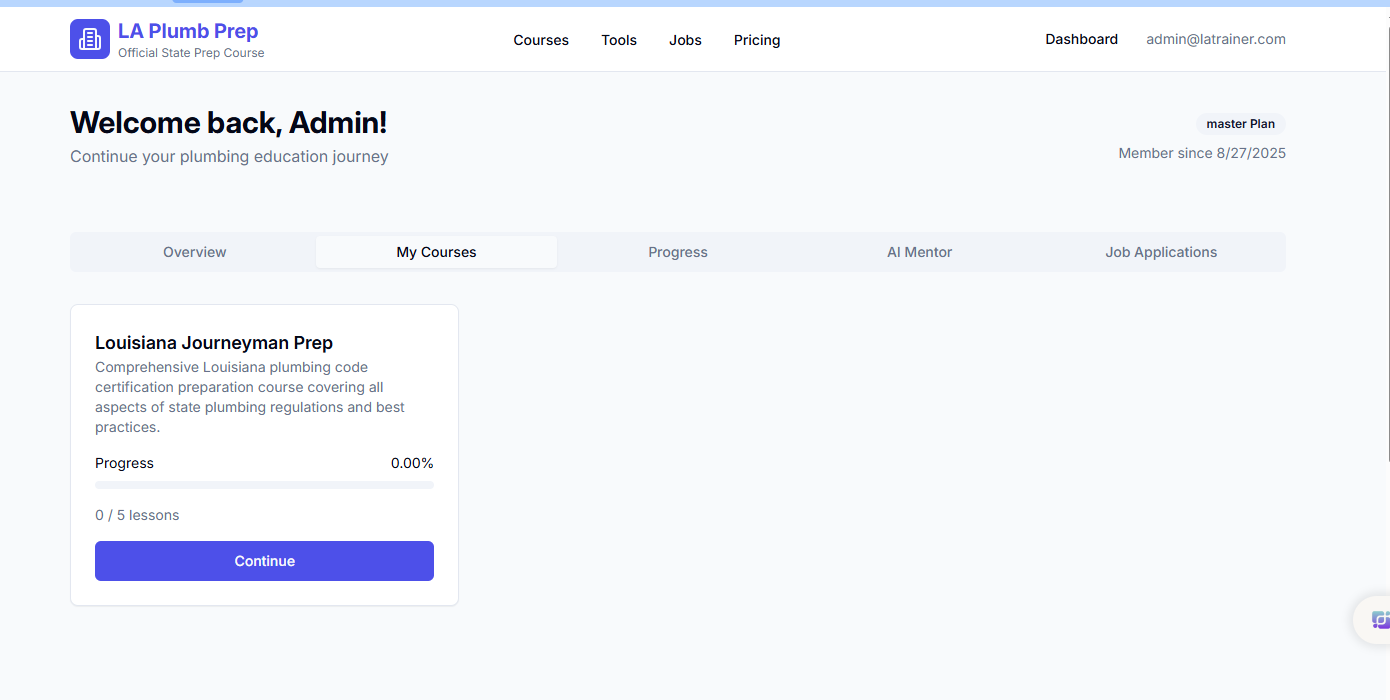 LA Plumb Prep
Official State Prep Course
Courses
Tools
Jobs
Pricing
Dashboard
admin@latrainer.com
Welcome back, Admin!
Continue your plumbing education journey
master Plan
Member since 8/27/2025
Overview
My Courses
Progress
AI Mentor
Job Applications
Louisiana Journeyman Prep
Comprehensive Louisiana plumbing code
certification preparation course covering all
aspects of state plumbing regulations and best
practices.
Progress
0.00%
0 / 5 lessons
Continue